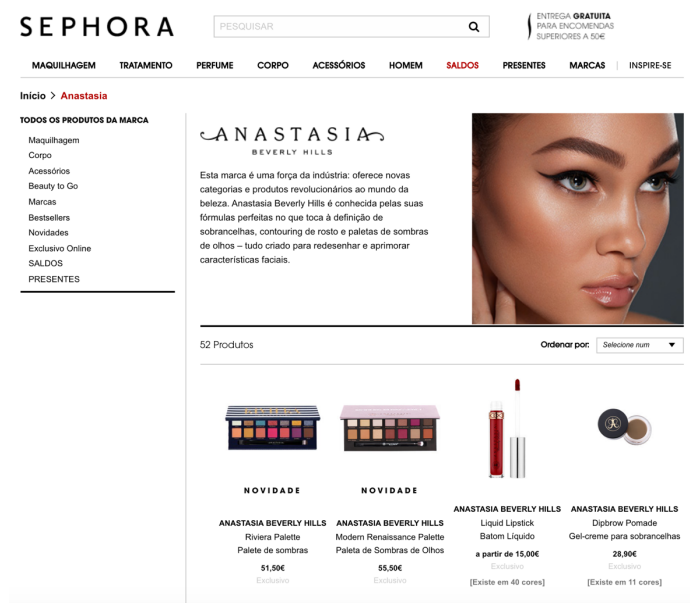 SEPHORA
PESQUISAR
ENTREGA GRATUITA
PARA ENCOMENDAS
SUPERIORES A 50€
MAQUILHAGEM TRATAMENTO PERFUME CORPO ACESSÓRIOS HOMEM SALDOS PRESENTES MARCAS | INSPIRE-SE
Início > Anastasia
TODOS OS PRODUTOS DA MARCA
Maquilhagem
Corpo
Acessórios
Beauty to Go
Marcas
Bestsellers
Novidades
Exclusivo Online
SALDOS
PRESENTES
ANASTASIA
BEVERLY HILLS
Esta marca é uma força da indústria: oferece novas
categorias e produtos revolucionários ao mundo da
beleza. Anastasia Beverly Hills é conhecida pelas suas
fórmulas perfeitas no que toca à definição de
sobrancelhas, contouring de rosto e paletas de sombras
de olhos – tudo criado para redesenhar e aprimorar
características faciais.
52 Produtos
Ordenar por: Selecione num
NOVIDADE
ANASTASIA BEVERLY HILLS
Riviera Palette
Palete de sombras
51,50€
Exclusivo
NOVIDADE
ANASTASIA BEVERLY HILLS
Modern Renaissance Palette
Paleta de Sombras de Olhos
55,50€
Exclusivo
ANASTASIA BEVERLY HILLS
Liquid Lipstick
Batom Líquido
a partir de 15,00€
Exclusivo
[Existe em 40 cores]
ANASTASIA BEVERLY HILLS
Dipbrow Pomade
Gel-creme para sobrancelhas
28,90€
Exclusivo
[Existe em 11 cores]